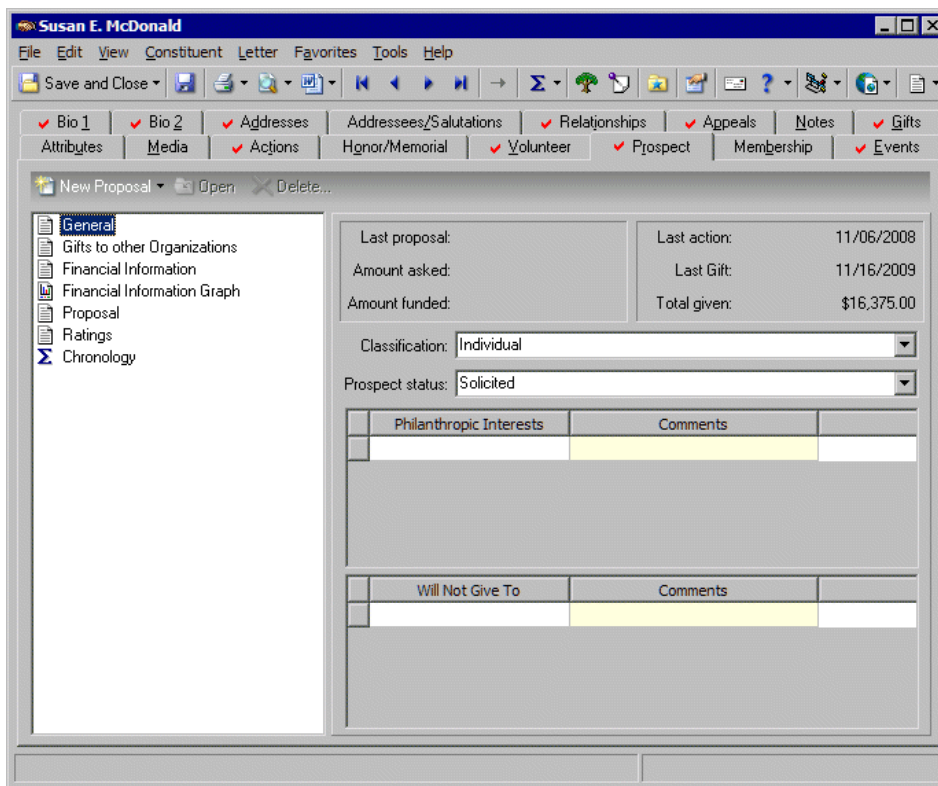 Susan E. McDonald
File Edit View Constituent Letter Favorites Tools Help
Save and Close
Bio 1 Bio 2 Addresses Addressees/Salutations Relationships Appeals Notes Gifts
Attributes Media Actions Honor/Memorial Volunteer Prospect Membership Events
New Proposal Open Delete...
General
Gifts to other Organizations
Financial Information
Financial Information Graph
Proposal
Ratings
Chronology
Last proposal:
Amount asked:
Amount funded:
Last action: 11/06/2008
Last Gift: 11/16/2009
Total given: $16,375.00
Classification: Individual
Prospect status: Solicited
Philanthropic Interests Comments
Will Not Give To Comments